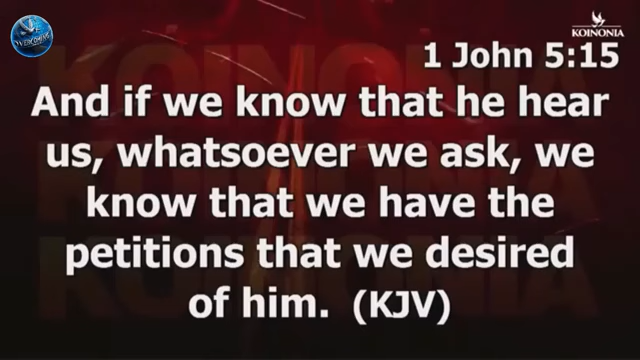 KOINONIA
1 John 5:15
And if we know that he hear
us, whatsoever we ask, we
know that we have the
petitions that we desired
of him. (KJV)